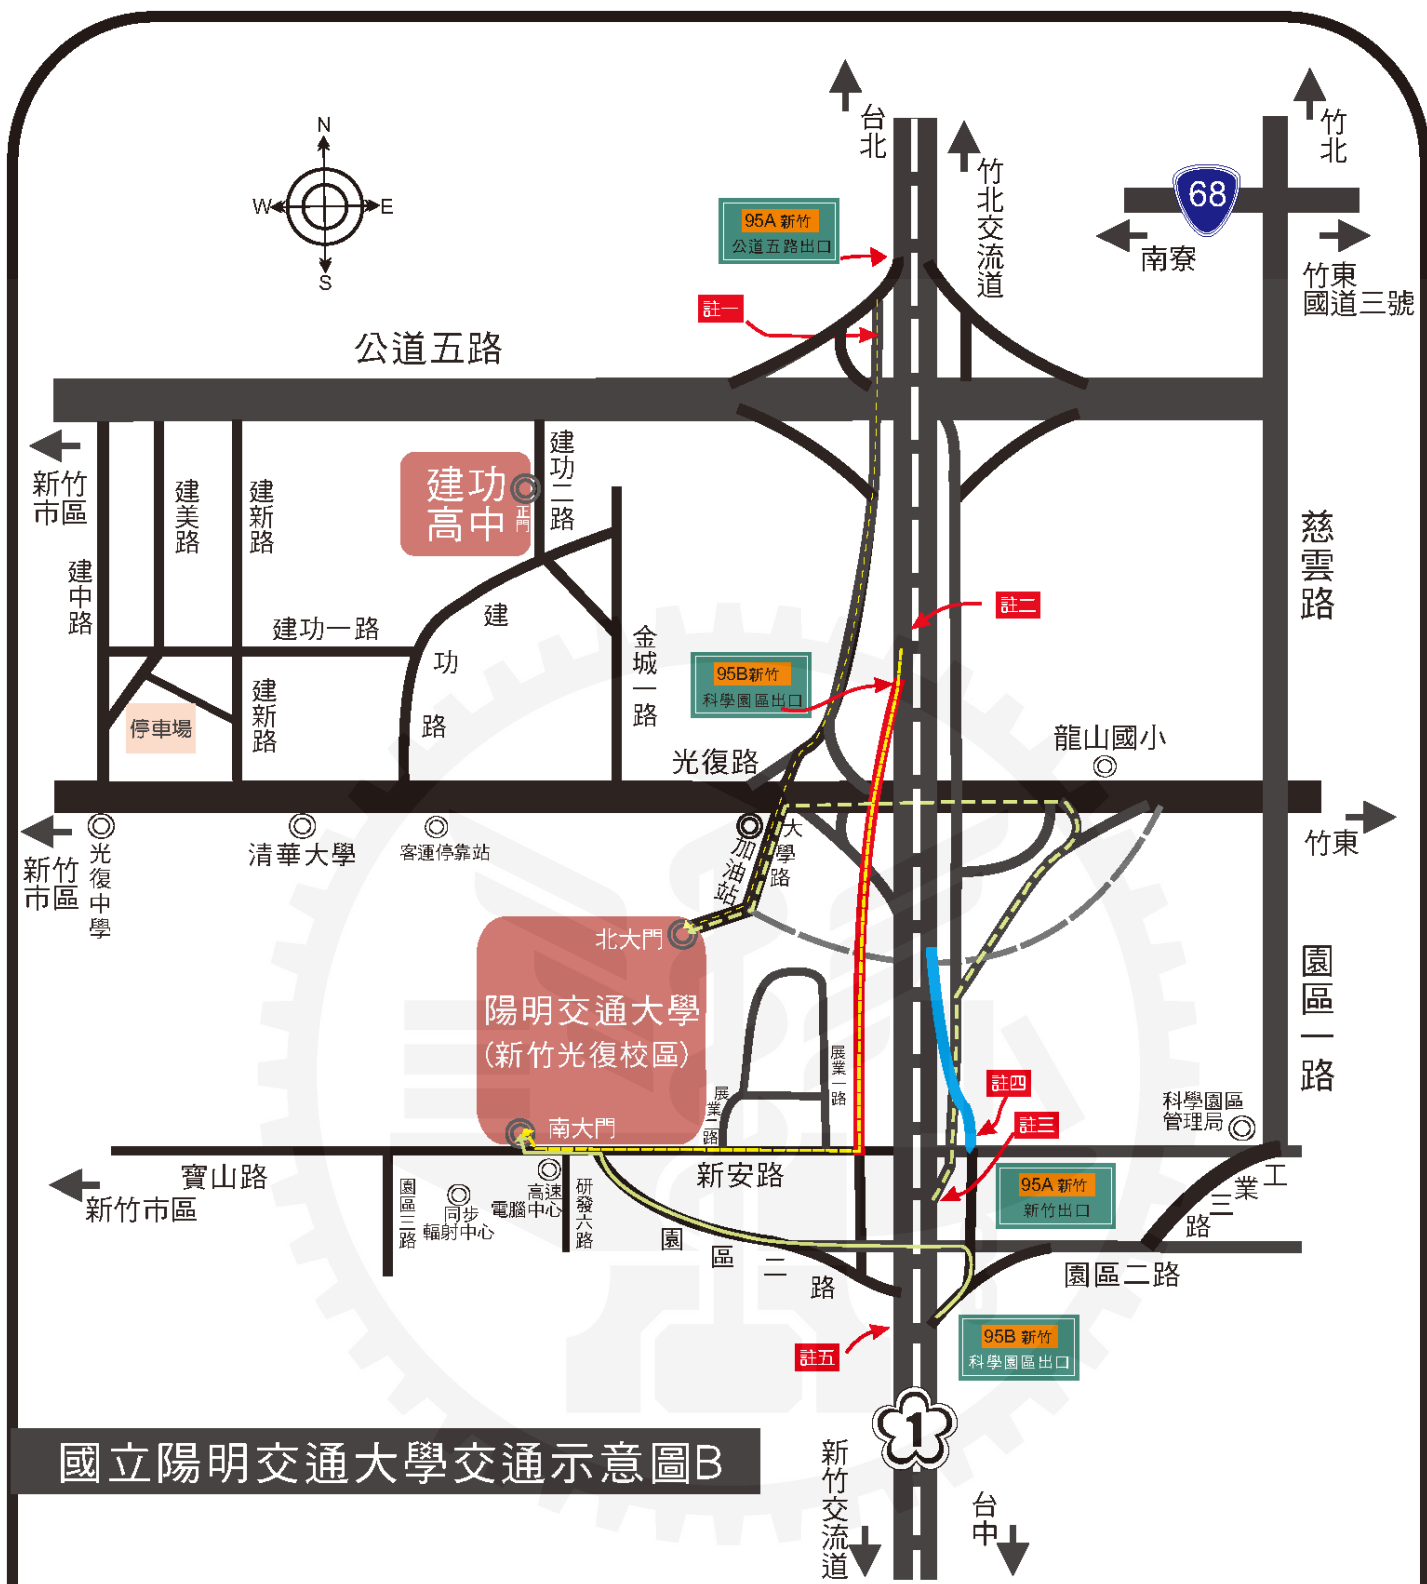 台北
竹北交流道
竹北
68
南寮
竹東
國道三號
N
W
E
S
95A 新竹
公道五路出口
註一
公道五路
新竹
市區
建中路
建美路
建新路
建功
高中
正門
建功二路
慈雲路
建功一路
建
功
路
金城一路
註二
95B新竹
科學園區出口
建新路
停車場
光復路
龍山國小
新竹
市區
光復中學
清華大學
客運停靠站
加油站
大學路
竹東
北大門
陽明交通大學
(新竹光復校區)
南大門
展業一路
展業二路
園區一路
註四
註三
科學園區
管理局
寶山路
新竹市區
園區三路
同步
輻射中心
高速
電腦中心
研發六路
新安路
95A 新竹
新竹出口
工業三路
園區二路
園區二路
註五
95B 新竹
科學園區出口
1
國立陽明交通大學交通示意圖B
新竹交流道
台中